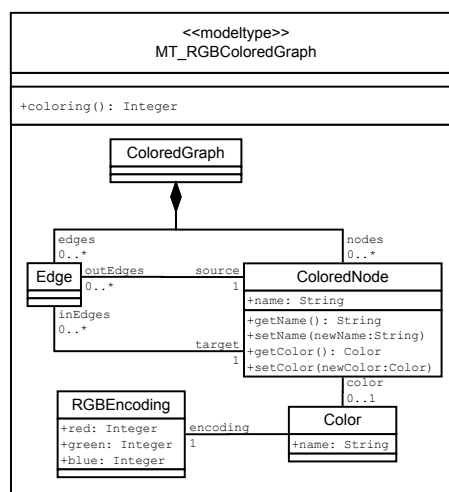 <<modeltype>>
MT_RGBColoredGraph
+coloring(): Integer
ColoredGraph
edges
0..*
nodes
0..*
Edge
outEdges
0..*
source
1
ColoredNode
+name: String
+getName(): String
+setName(newName:String)
+getColor(): Color
+setColor(newColor:Color)
inEdges
0..*
target
1
color
0..1
RGBEncoding
+red: Integer
+green: Integer
+blue: Integer
encoding
1
Color
+name: String